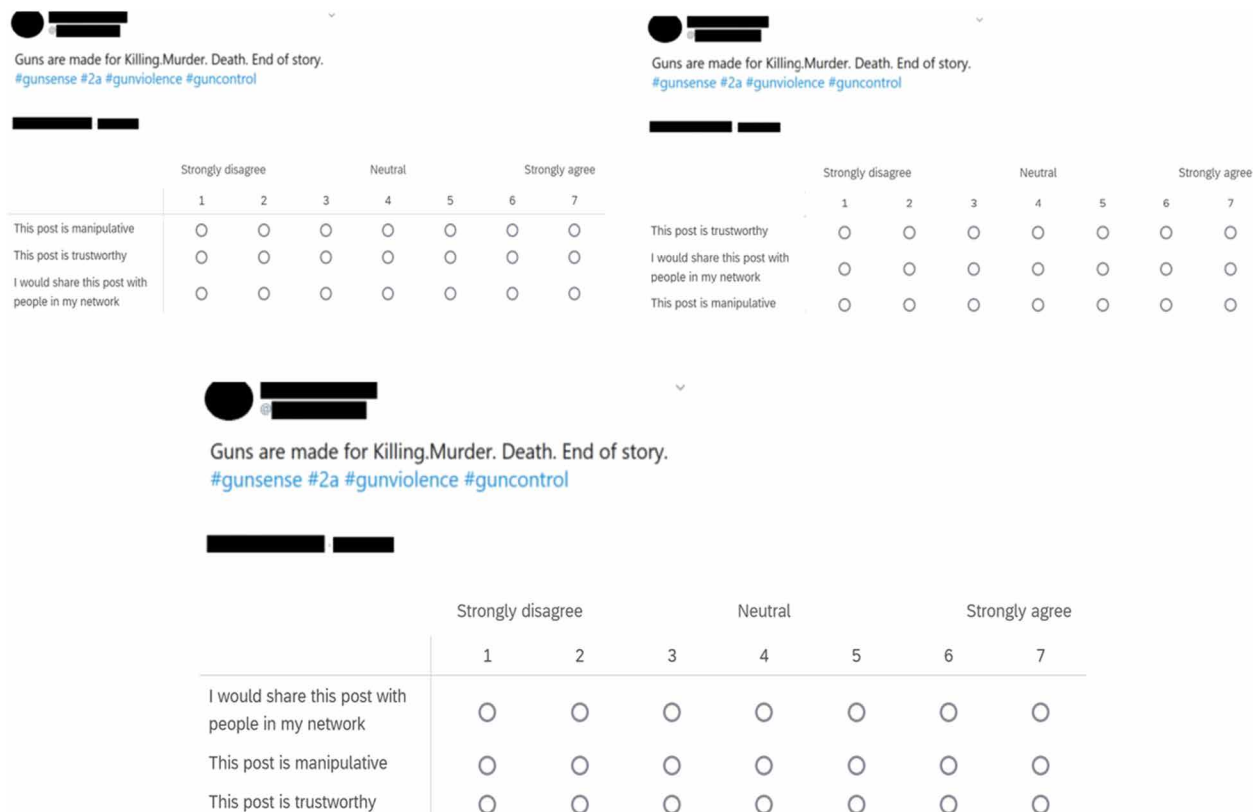 @
Guns are made for Killing.Murder. Death. End of story.
#gunsense #2a #gunviolence #guncontrol
Strongly disagree Neutral Strongly agree
1 2 3 4 5 6 7
This post is manipulative
This post is trustworthy
I would share this post with
people in my network
@
Guns are made for Killing.Murder. Death. End of story.
#gunsense #2a #gunviolence #guncontrol
Strongly disagree Neutral Strongly agree
1 2 3 4 5 6 7
This post is trustworthy
I would share this post with
people in my network
This post is manipulative
@
Guns are made for Killing.Murder. Death. End of story.
#gunsense #2a #gunviolence #guncontrol
Strongly disagree Neutral Strongly agree
1 2 3 4 5 6 7
I would share this post with
people in my network
This post is manipulative
This post is trustworthy